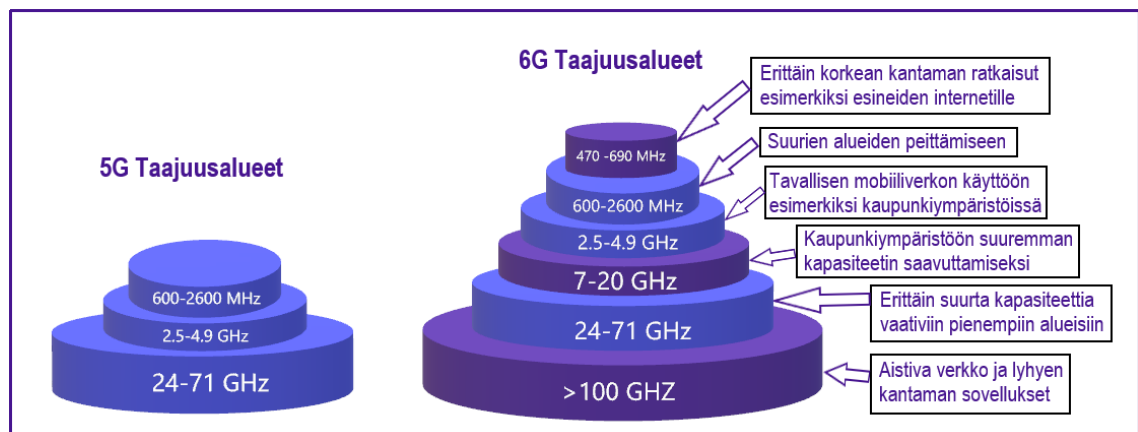 5G Taajuusalueet
600-2600 MHz
2.5-4.9 GHz
24-71 GHz
6G Taajuusalueet
470 -690 MHz
600-2600 MHz
2.5-4.9 GHz
7-20 GHz
24-71 GHz
>100 GHZ
Erittäin korkean kantaman ratkaisut
esimerkiksi esineiden internetille
Suurien alueiden peittämiseen
Tavallisen mobiiliverkon käyttöön
esimerkiksi kaupunkiympäristöissä
Kaupunkiympäristöön suuremman
kapasiteetin saavuttamiseksi
Erittäin suurta kapasiteettia
vaativiin pienempiin alueisiin
Aistiva verkko ja lyhyen
kantaman sovellukset